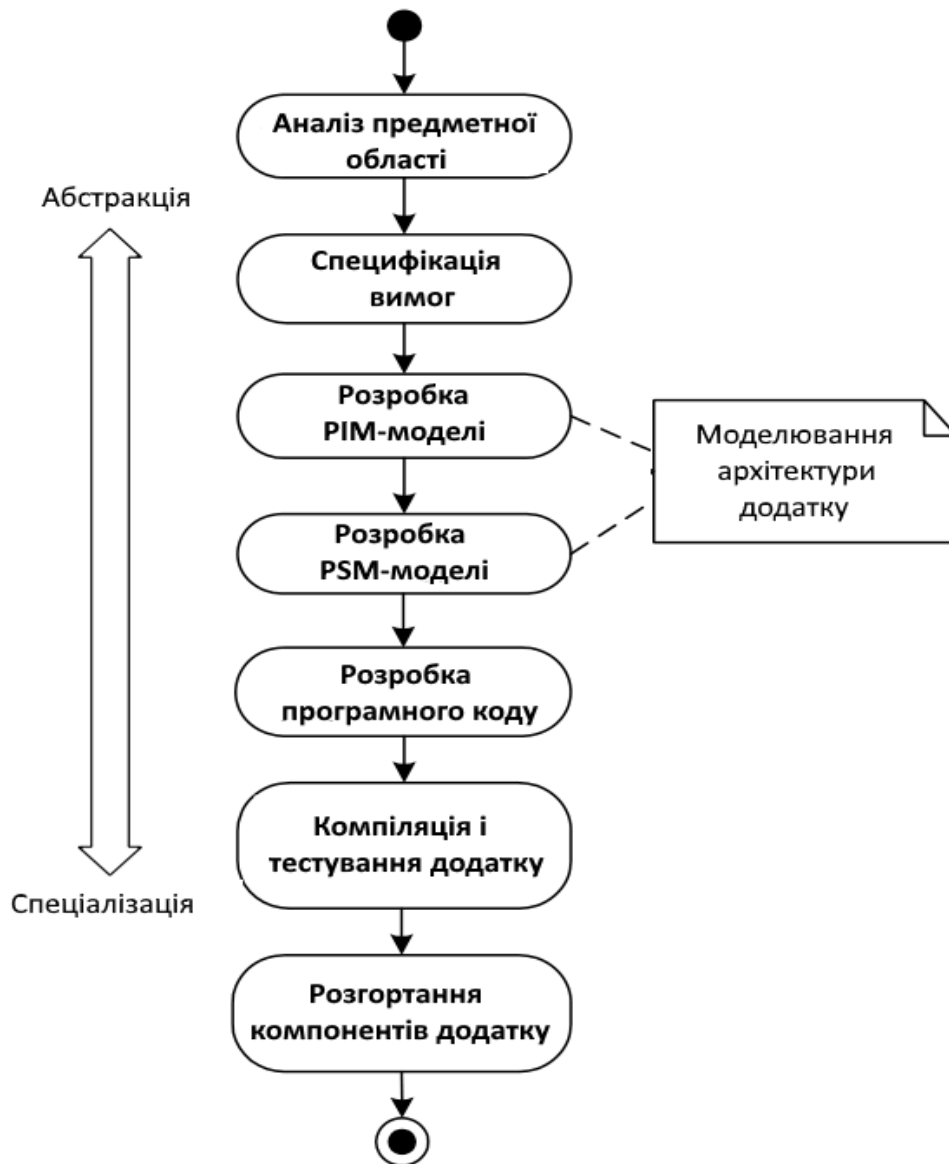 Аналіз предметної
області
Абстракція
Специфікація
вимог
Розробка
PIM-моделі
Моделювання
архітектури
додатку
Розробка
PSM-моделі
Розробка
програмного коду
Компіляція і
тестування додатку
Спеціалізація
Розгортання
компонентів додатку